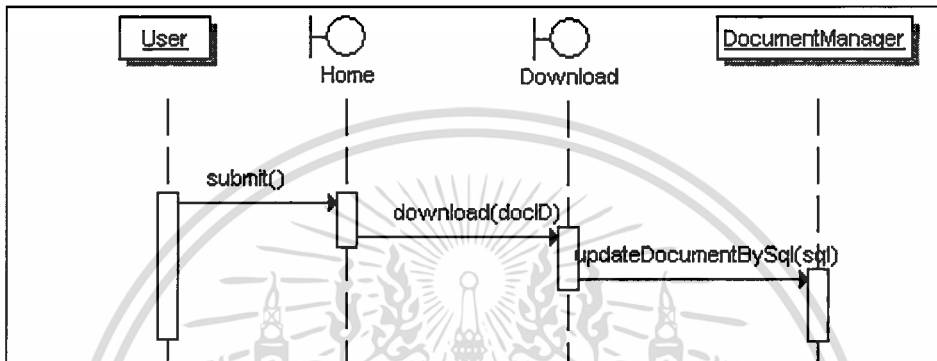 User
Home
Download
DocumentManager
submit()
download(docID)
updateDocumentBySql(sql)